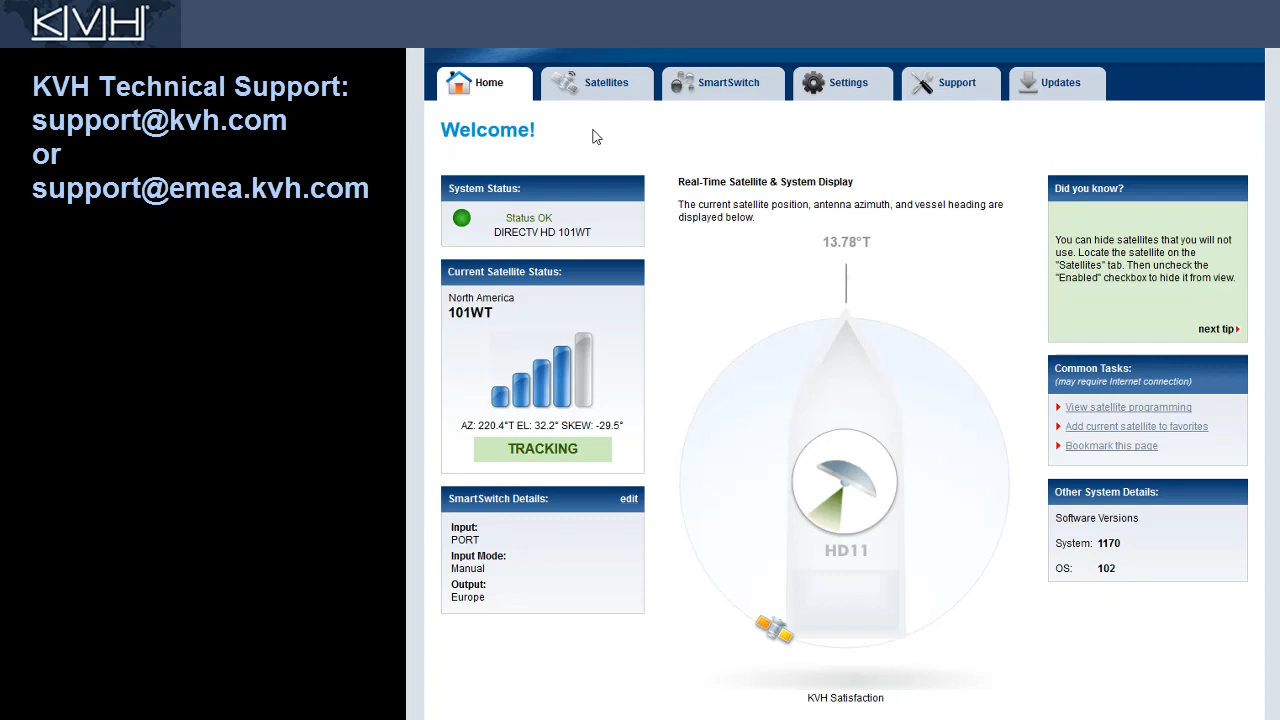 KVH
KVH Technical Support:
support@kvh.com
or
support@emea.kvh.com
Home
Satellites
SmartSwitch
Settings
Support
Updates
Welcome!
System Status:
Status OK
DIRECTV HD 101WT
Current Satellite Status:
North America
101WT
AZ: 220.4°T EL: 32.2° SKEW: -29.5°
TRACKING
SmartSwitch Details:
edit
Input:
PORT
Input Mode:
Manual
Output:
Europe
Real-Time Satellite & System Display
The current satellite position, antenna azimuth, and vessel heading are
displayed below.
13.78°T
HD11
KVH Satisfaction
Did you know?
You can hide satellites that you will not
use. Locate the satellite on the
"Satellites" tab. Then uncheck the
"Enabled" checkbox to hide it from view.
next tip
Common Tasks:
(may require Internet connection)
View satellite programming
Add current satellite to favorites
Bookmark this page
Other System Details:
Software Versions
System: 1170
OS: 102